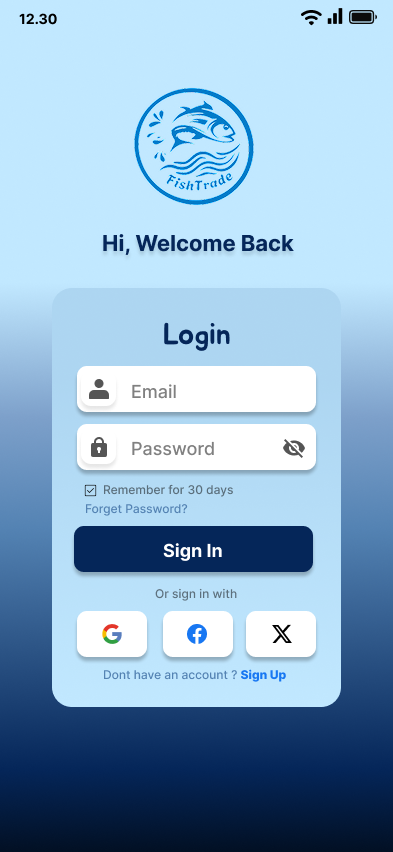 12.30
FishTrade
Hi, Welcome Back
Login
Email
Password
Remember for 30 days
Forget Password?
Sign In
Or sign in with
Dont have an account ? Sign Up